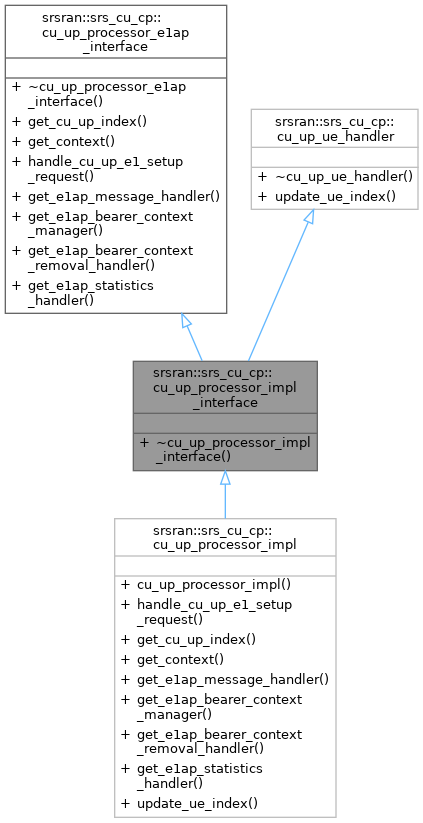 srsran::srs_cu_cp::
cu_up_processor_e1ap
_interface
+ ~cu_up_processor_e1ap
_interface()
+ get_cu_up_index()
+ get_context()
+ handle_cu_up_e1_setup
_request()
+ get_e1ap_message_handler()
+ get_e1ap_bearer_context
_manager()
+ get_e1ap_bearer_context
_removal_handler()
+ get_e1ap_statistics
_handler()
srsran::srs_cu_cp::
cu_up_ue_handler
+ ~cu_up_ue_handler()
+ update_ue_index()
srsran::srs_cu_cp::
cu_up_processor_impl
_interface
+ ~cu_up_processor_impl
_interface()
srsran::srs_cu_cp::
cu_up_processor_impl
+ cu_up_processor_impl()
+ handle_cu_up_e1_setup
_request()
+ get_cu_up_index()
+ get_context()
+ get_e1ap_message_handler()
+ get_e1ap_bearer_context
_manager()
+ get_e1ap_bearer_context
_removal_handler()
+ get_e1ap_statistics
_handler()
+ update_ue_index()